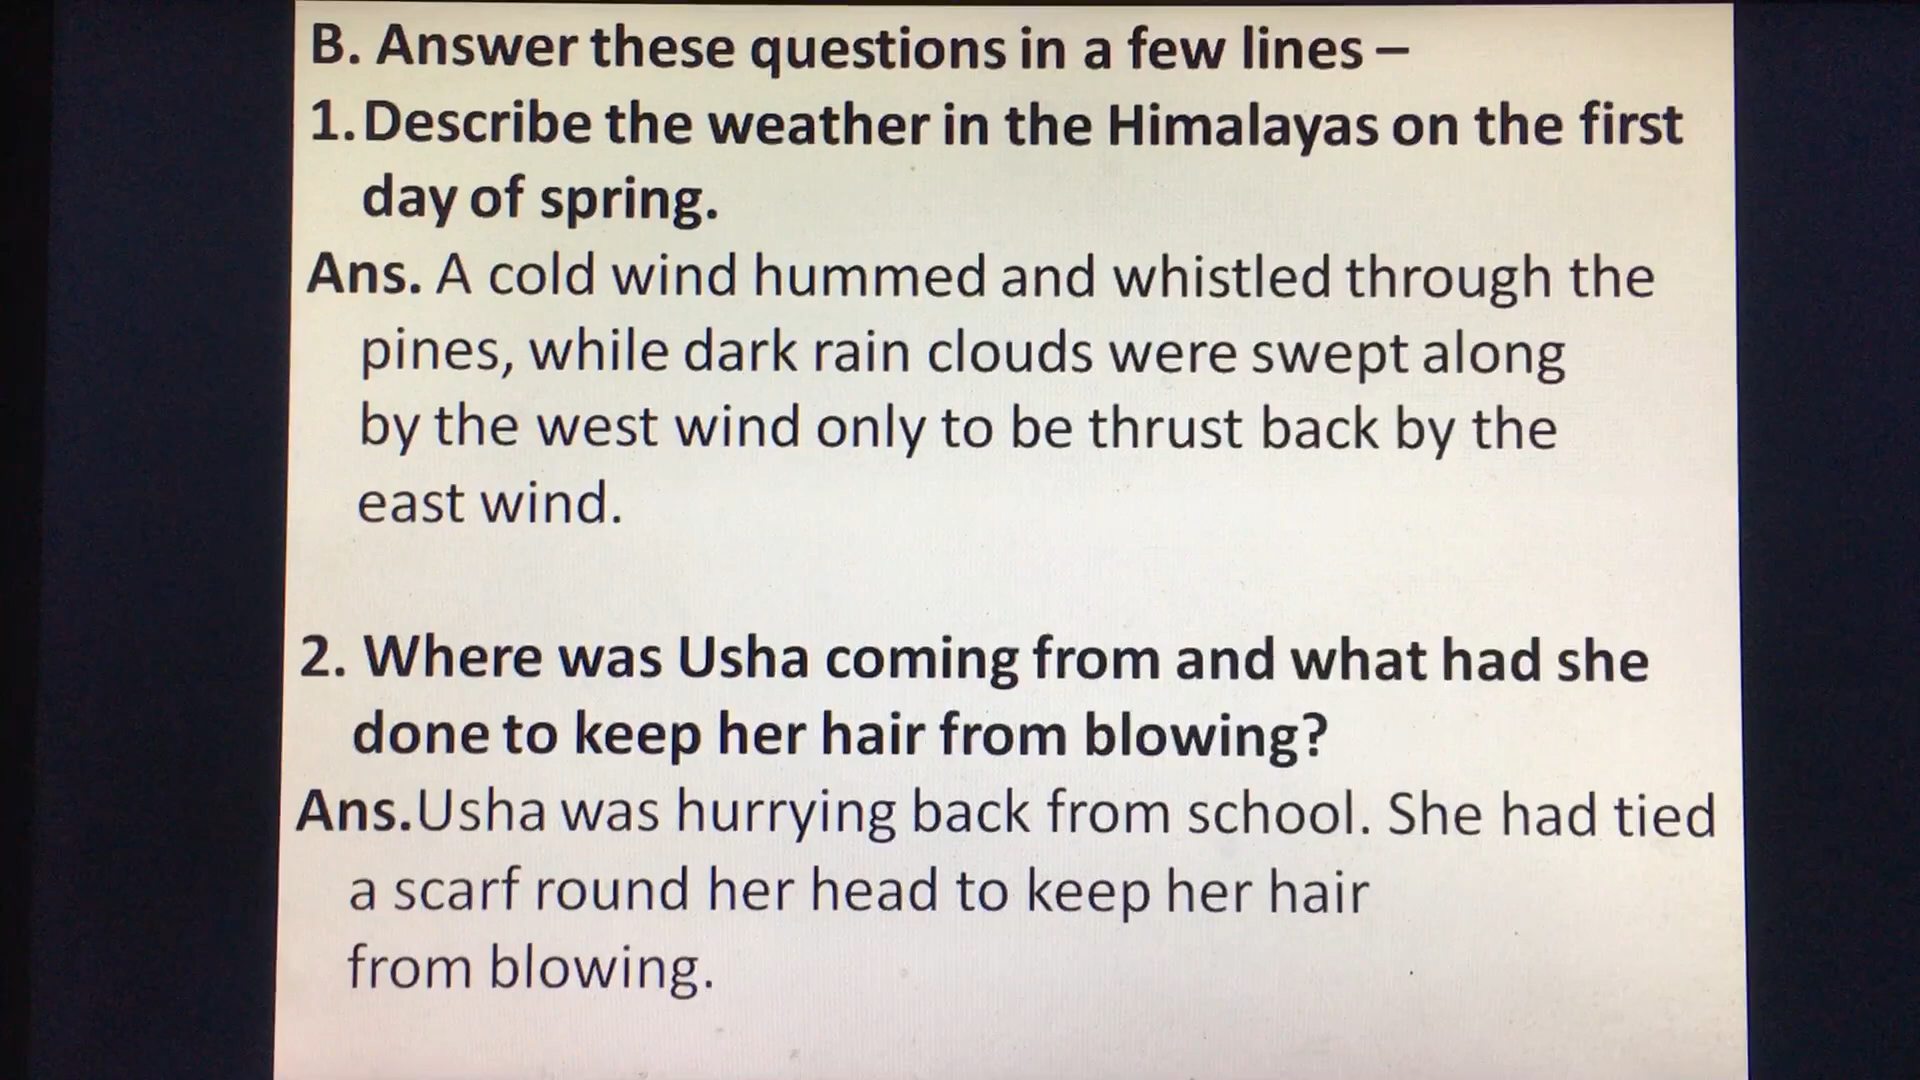 B. Answer these questions in a few lines –
1. Describe the weather in the Himalayas on the first
day of spring.
Ans. A cold wind hummed and whistled through the
pines, while dark rain clouds were swept along
by the west wind only to be thrust back by the
east wind.
2. Where was Usha coming from and what had she
done to keep her hair from blowing?
Ans.Usha was hurrying back from school. She had tied
a scarf round her head to keep her hair
from blowing.